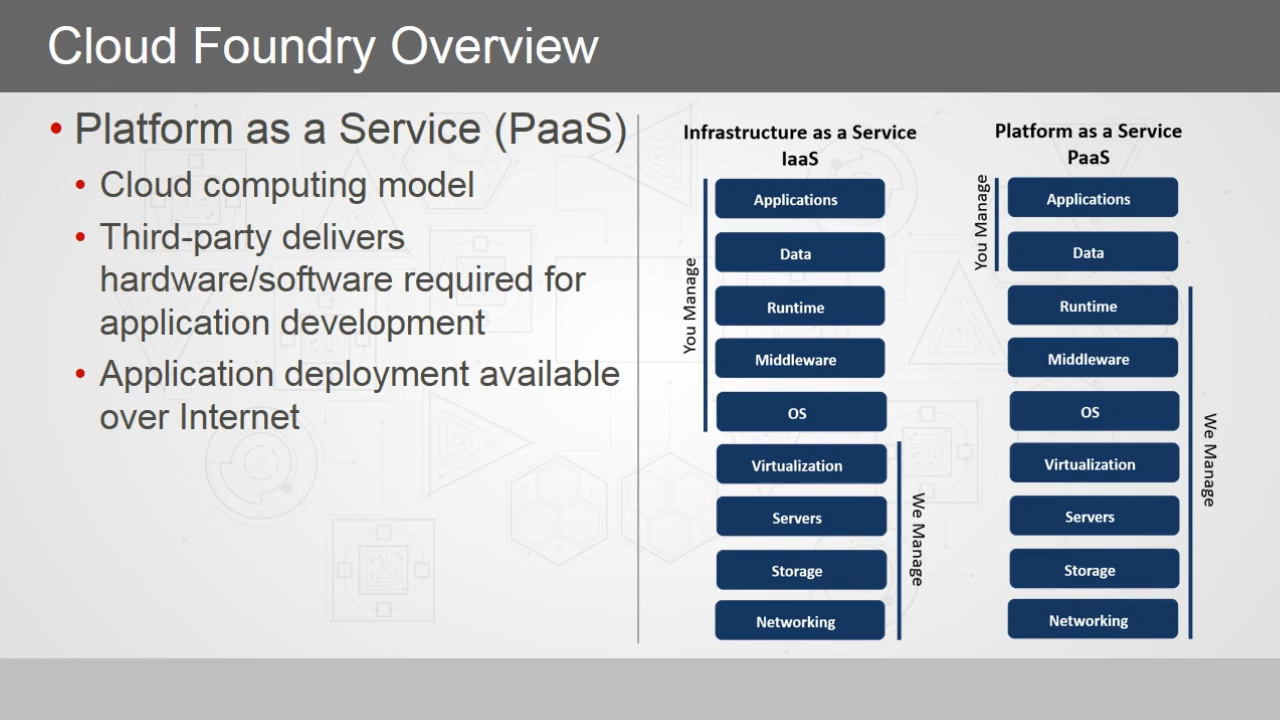 Cloud Foundry Overview
• Platform as a Service (PaaS)
• Cloud computing model
• Third-party delivers
hardware/software required for
application development
• Application deployment available
over Internet
Infrastructure as a Service
IaaS
You Manage
Applications
Data
Runtime
Middleware
OS
Virtualization
Servers
Storage
Networking
We Manage
Platform as a Service
PaaS
You Manage
Applications
Data
Runtime
Middleware
OS
Virtualization
Servers
Storage
Networking
We Manage